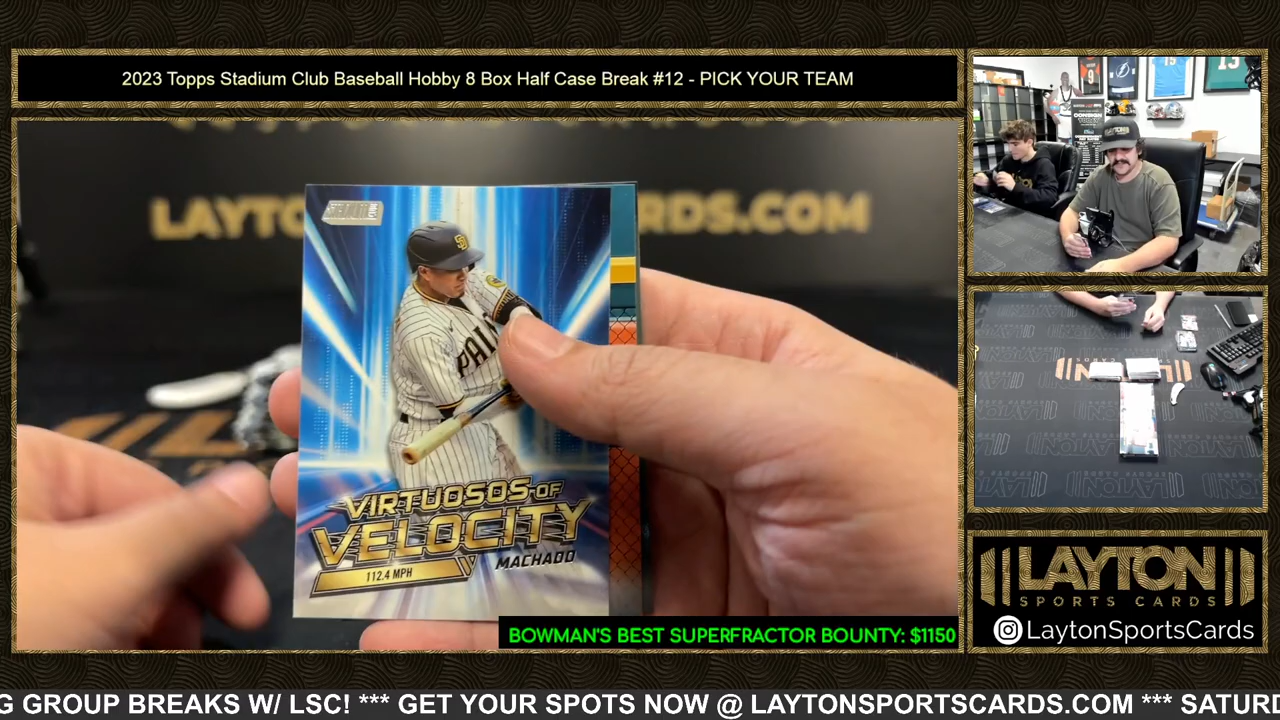 2023 Topps Stadium Club Baseball Hobby 8 Box Half Case Break #12 - PICK YOUR TEAM
LAYTO RDS.COM
PA
VIRTUOSOS OF
VELOCITY
MACHADO
112.4 MPH
BOWMAN'S BEST SUPERFRACTOR BOUNTY: $1150
LAYTON
SPORTS CARDS
LaytonSportsCards
G GROUP BREAKS W/ LSC! *** GET YOUR SPOTS NOW @ LAYTONSPORTSCARDS.COM *** SATURD